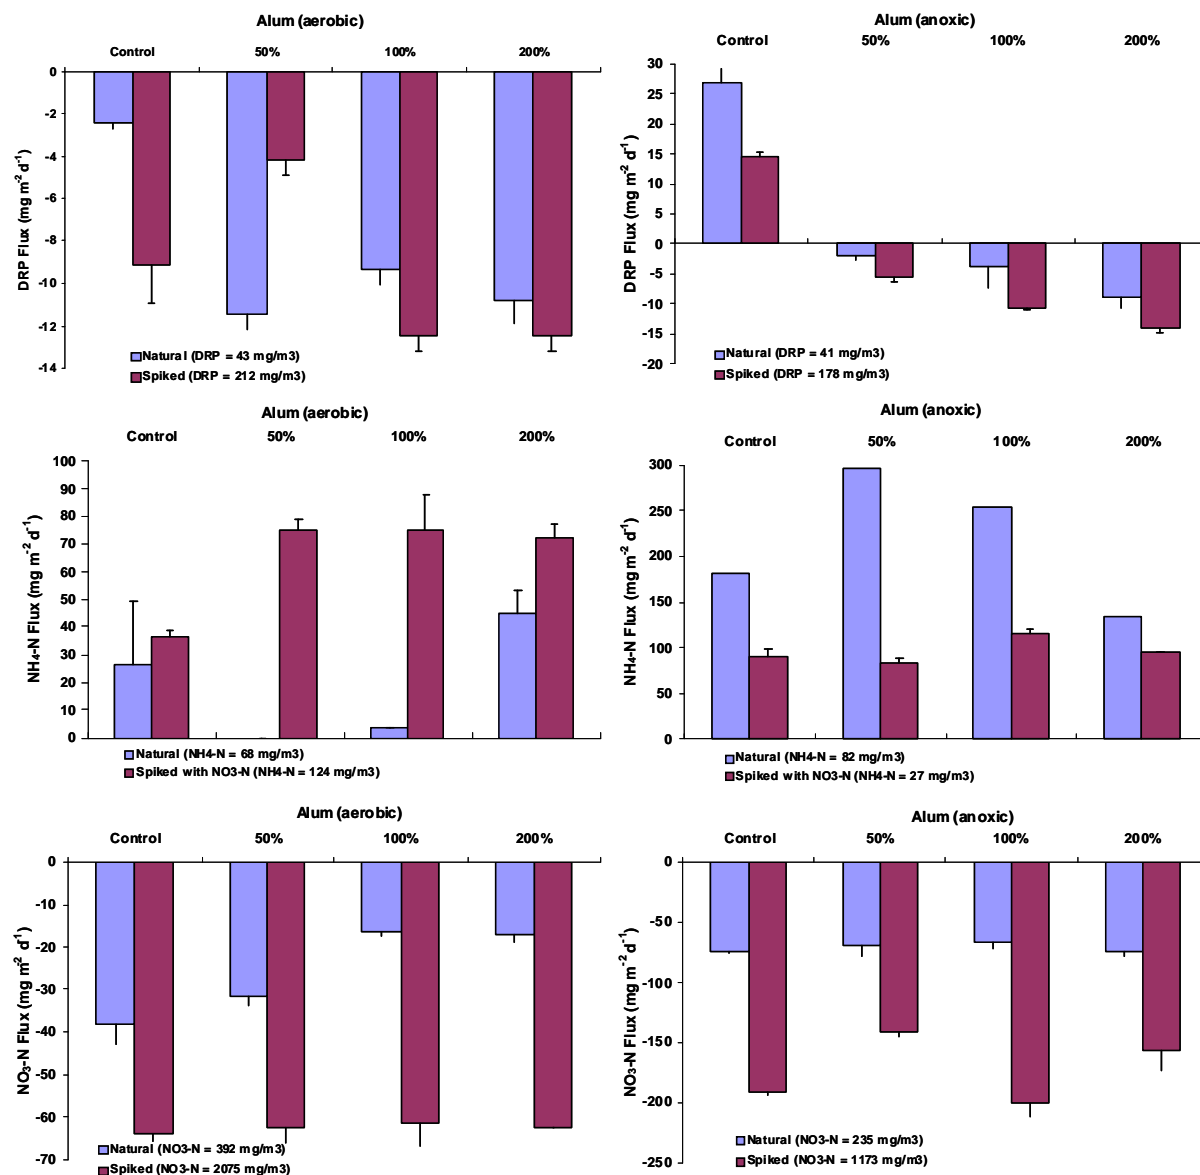 Alum (aerobic)
Control 50% 100% 200%
0
-2
-4
-6
-8
-10
-12
-14
DRP Flux (mg m-2 d-1)
Natural (DRP = 43 mg/m3)
Spiked (DRP = 212 mg/m3)
Alum (anoxic)
Control 50% 100% 200%
30
25
20
15
10
5
0
-5
-10
-15
-20
DRP Flux (mg m-2 d-1)
Natural (DRP = 41 mg/m3)
Spiked (DRP = 178 mg/m3)
Alum (aerobic)
Control 50% 100% 200%
100
90
80
70
60
50
40
30
20
10
0
NH4-N Flux (mg m-2 d-1)
Natural (NH4-N = 68 mg/m3)
Spiked with NO3-N (NH4-N = 124 mg/m3)
Alum (anoxic)
Control 50% 100% 200%
300
250
200
150
100
50
0
NH4-N Flux (mg m-2 d-1)
Natural (NH4-N = 82 mg/m3)
Spiked with NO3-N (NH4-N = 27 mg/m3)
Alum (aerobic)
Control 50% 100% 200%
0
-10
-20
-30
-40
-50
-60
-70
NO3-N Flux (mg m-2 d-1)
Natural (NO3-N = 392 mg/m3)
Spiked (NO3-N = 2075 mg/m3)
Alum (anoxic)
Control 50% 100% 200%
0
-50
-100
-150
-200
-250
NO3-N Flux (mg m-2 d-1)
Natural (NO3-N = 235 mg/m3)
Spiked (NO3-N = 1173 mg/m3)